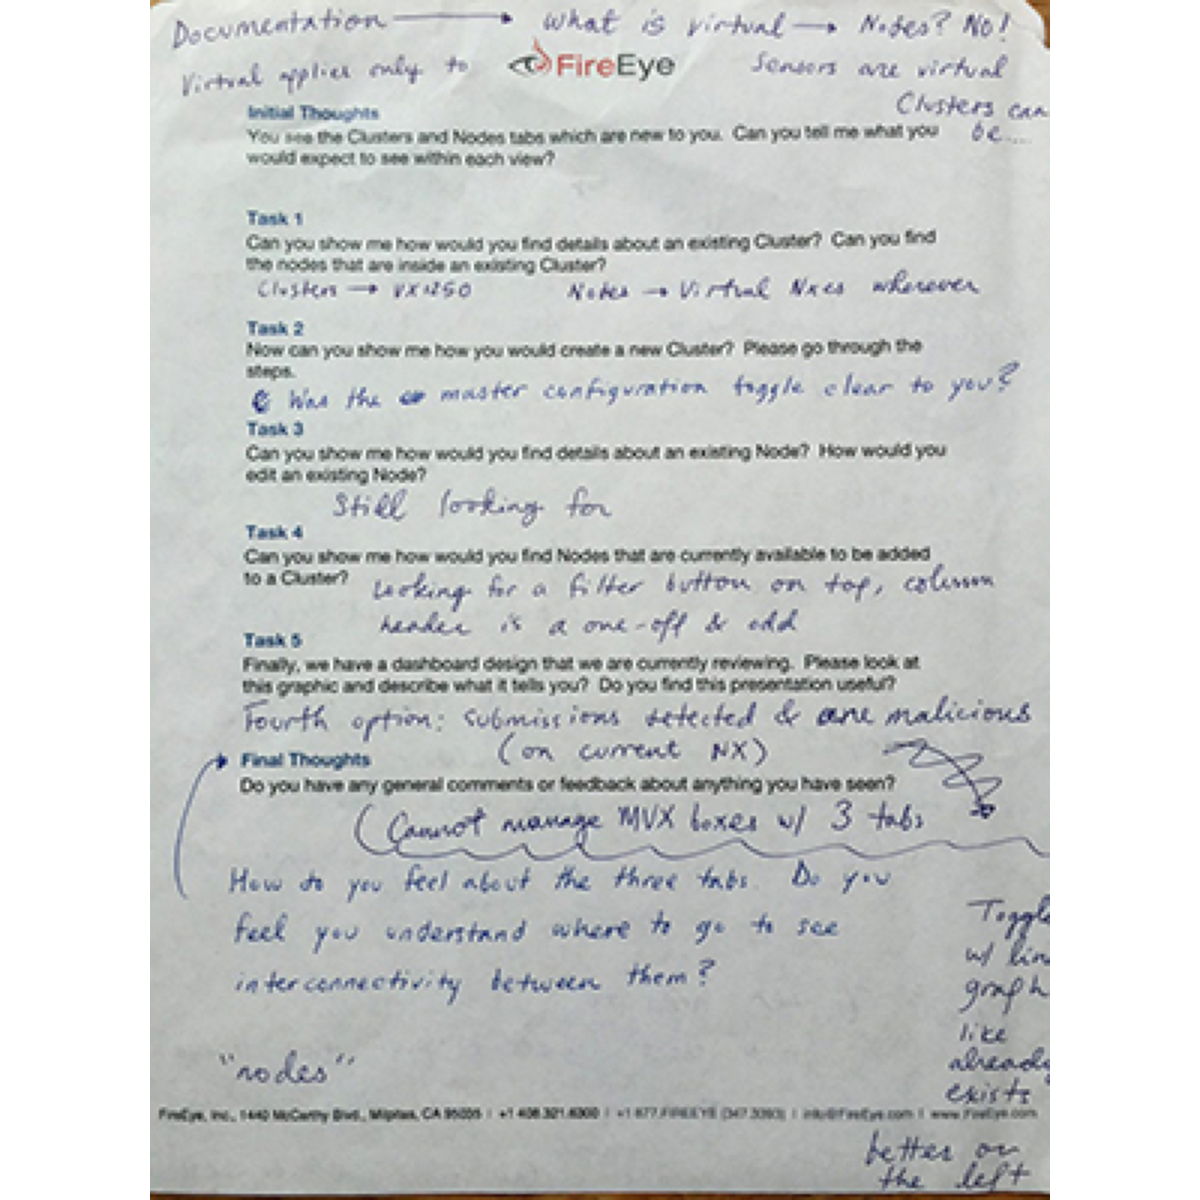 Documentation → What is virtual → Nodes? No!
Virtual applies only to
FireEye
Sensors are virtual
Clusters can
be....
Initial Thoughts
You see the Clusters and Nodes tabs which are new to you. Can you tell me what you
would expect to see within each view?
Task 1
Can you show me how would you find details about an existing Cluster? Can you find
the nodes that are inside an existing Cluster?
Clusters → VX1250 Nodes → Virtual Nxes wherever
Task 2
Now can you show me how you would create a new Cluster? Please go through the
steps.
Was the master configuration toggle clear to you?
Task 3
Can you show me how would you find details about an existing Node? How would you
edit an existing Node?
Still looking for
Task 4
Can you show me how would you find Nodes that are currently available to be added
to a Cluster?
Looking for a filter button on top, column
header is a one-off & odd
Task 5
Finally, we have a dashboard design that we are currently reviewing. Please look at
this graphic and describe what it tells you? Do you find this presentation useful?
Fourth option: submissions detected & are malicious
(on current NX)
Final Thoughts
Do you have any general comments or feedback about anything you have seen?
(Cannot manage MVX boxes w/ 3 tabs
How do you feel about the three tabs. Do you
feel you understand where to go to see
interconnectivity between them?
Toggle
w/ lin
graph
like
already
exists
"nodes"
FireEye, Inc., 1440 McCarthy Blvd., Milpitas, CA 95035 | +1 408.321.6300 | +1 877.FIREEYE (347.3393) | info@FireEye.com | www.FireEye.com
better on
the left